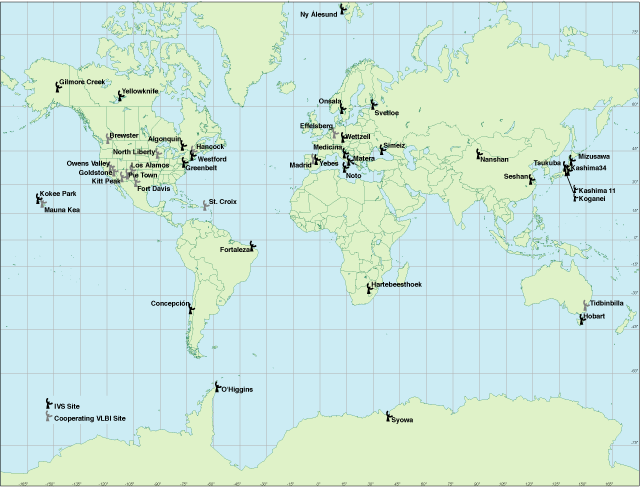 Ny Alesund
Gilmore Creek
Yellowknife
Onsala
Svetloe
Effelsberg
Brewster
Algonquin
Wettzell
Hancock
Medicina
Simeiz
North Liberty
Westford
Nanshan
Mizusawa
Owens Valley
Los Alamos
Greenbelt
Madrid
Yebes
Matera
Tsukuba
Kashima34
Goldstone
Pie Town
Noto
Seshan
Kitt Peak
Fort Davis
Kashima 11
Kokee Park
Koganei
Mauna Kea
St. Croix
Fortaleza
Hartebeesthoek
Concepción
Tidbinbilla
Hobart
O'Higgins
IVS Site
Cooperating VLBI Site
Syowa